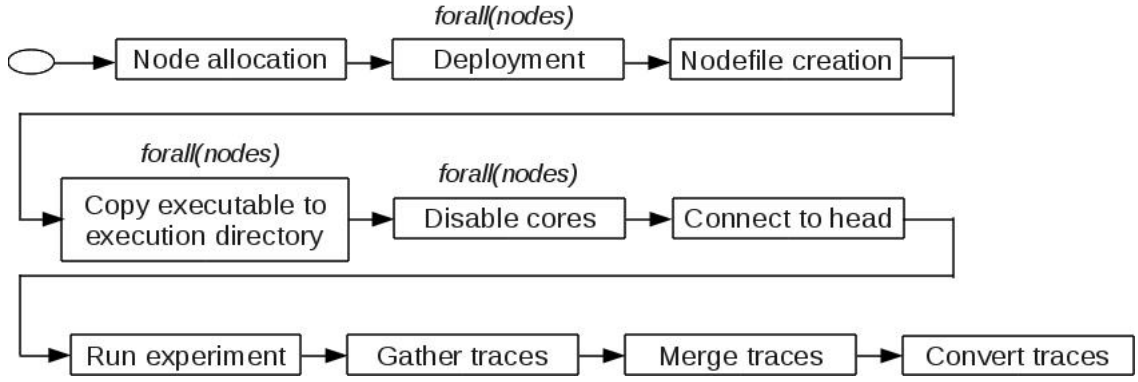 forall(nodes)
Node allocation
Deployment
Nodefile creation
forall(nodes)
forall(nodes)
Copy executable to
execution directory
Disable cores
Connect to head
Run experiment
Gather traces
Merge traces
Convert traces